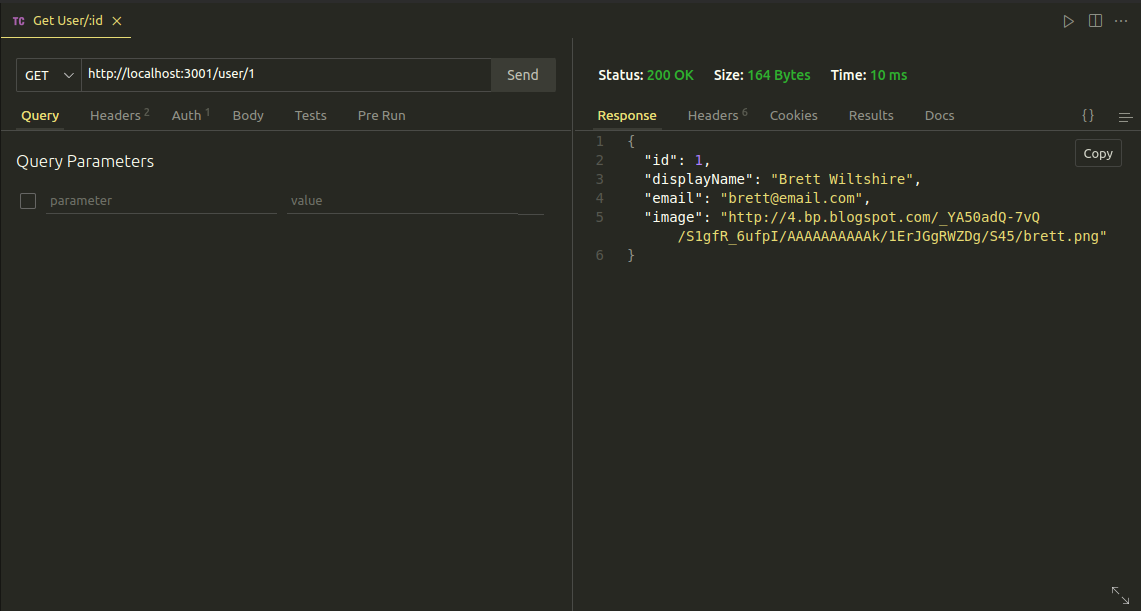 TC Get User/:id ×
GET http://localhost:3001/user/1 Send
Query Headers 2 Auth 1 Body Tests Pre Run
Query Parameters
parameter value
Status: 200 OK Size: 164 Bytes Time: 10 ms
Response Headers 6 Cookies Results Docs {}
Copy
1 {
2 "id": 1,
3 "displayName": "Brett Wiltshire",
4 "email": "brett@email.com",
5 "image": "http://4.bp.blogspot.com/_YA50adQ-7vQ
/S1gfR_6ufpI/AAAAAAAAAAk/1ErJGgRWZDg/S45/brett.png"
6 }